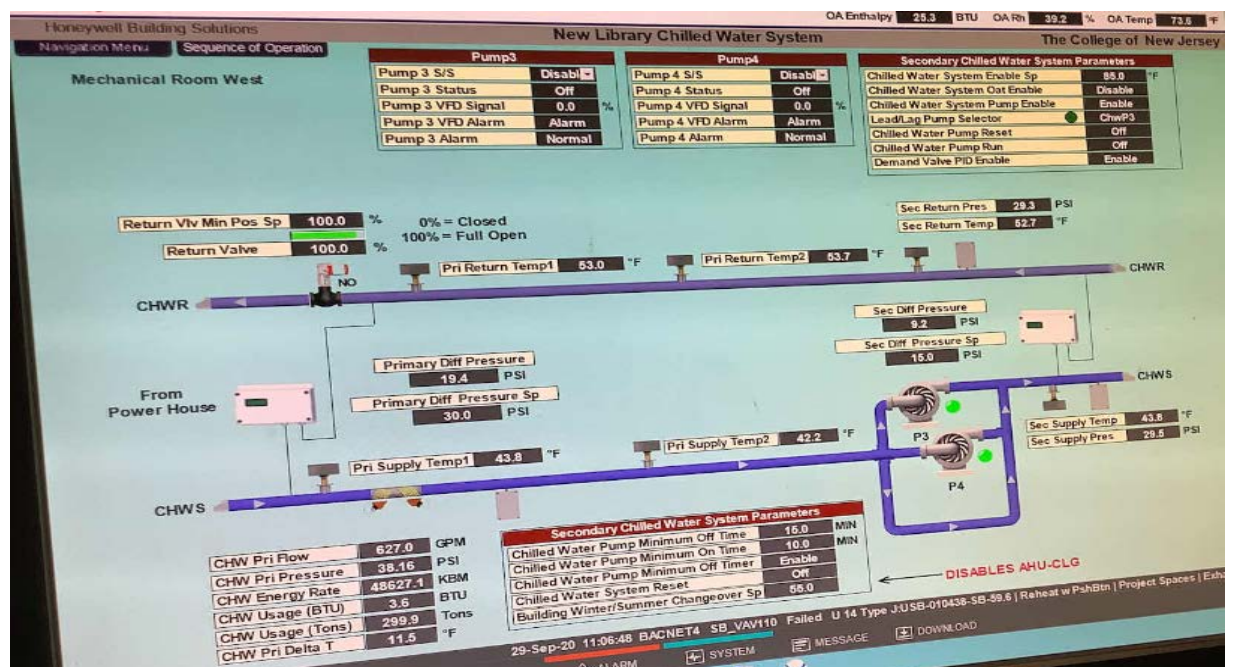 OA Enthalpy 25.3 BTU OA Rh 39.2 % OA Temp 73.6 °F
Honeywell Building Solutions
New Library Chilled Water System
The College of New Jersey
Navigation Menu Sequence of Operation
Mechanical Room West
Pump3
Pump 3 S/S Disabl
Pump 3 Status Off
Pump 3 VFD Signal 0.0 %
Pump 3 VFD Alarm Alarm
Pump 3 Alarm Normal
Pump4
Pump 4 S/S Disabl
Pump 4 Status Off
Pump 4 VFD Signal 0.0 %
Pump 4 VFD Alarm Alarm
Pump 4 Alarm Normal
Secondary Chilled Water System Parameters
Chilled Water System Enable Sp 85.0 °F
Chilled Water System Oat Enable Disable
Chilled Water System Pump Enable Enable
Lead/Lag Pump Selector ChwP3
Chilled Water Pump Reset Off
Chilled Water Pump Run Off
Demand Valve PID Enable Enable
Return Vlv Min Pos Sp 100.0 %
Return Valve 100.0 %
0% = Closed
100% = Full Open
Sec Return Pres 29.3 PSI
Sec Return Temp 52.7 °F
NO
Pri Return Temp1 53.0 °F
Pri Return Temp2 53.7 °F
CHWR
CHWR
Sec Diff Pressure
9.2 PSI
Sec Diff Pressure Sp
15.0 PSI
Primary Diff Pressure
19.4 PSI
Primary Diff Pressure Sp
30.0 PSI
From
Power House
CHWS
P3
P4
Sec Supply Temp 43.8 °F
Sec Supply Pres 29.5 PSI
Pri Supply Temp1 43.8 °F
Pri Supply Temp2 42.2 °F
CHWS
CHW Pri Flow 627.0 GPM
CHW Pri Pressure 38.16 PSI
CHW Energy Rate 48627.1 KBM
CHW Usage (BTU) 3.6 BTU
CHW Usage (Tons) 299.9 Tons
CHW Pri Delta T 11.5 °F
Secondary Chilled Water System Parameters
Chilled Water Pump Minimum Off Time 15.0 MIN
Chilled Water Pump Minimum On Time 10.0 MIN
Chilled Water Pump Minimum Off Timer Enable
Chilled Water System Reset Off
Building Winter/Summer Changeover Sp 55.0
DISABLES AHU-CLG
29-Sep-20 11:06:48 BACNET4 SB_VAV110 Failed U 14 Type J:USB-010438-SB-59.6 | Reheat w PshBtn | Project Spaces | Exha
ALARM SYSTEM MESSAGE DOWNLOAD